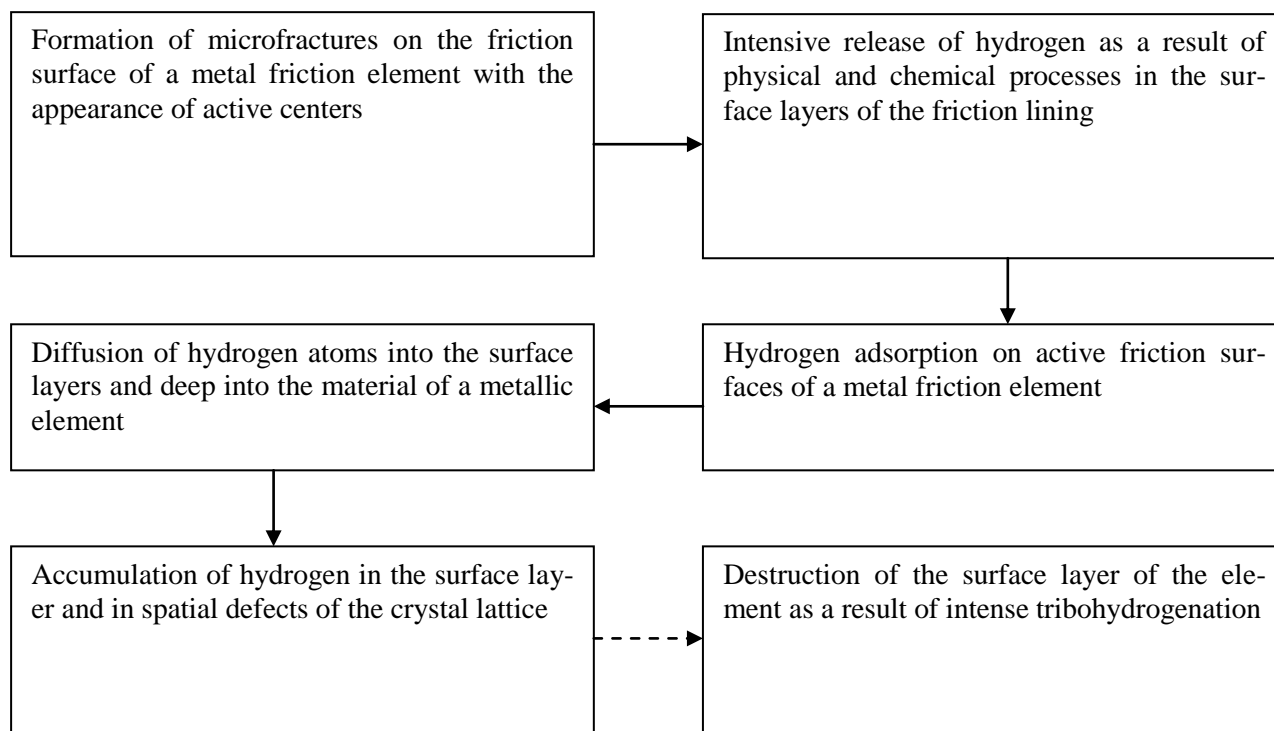 Formation of microfractures on the friction
surface of a metal friction element with the
appearance of active centers
Intensive release of hydrogen as a result of
physical and chemical processes in the sur-
face layers of the friction lining
Diffusion of hydrogen atoms into the surface
layers and deep into the material of a metallic
element
Hydrogen adsorption on active friction sur-
faces of a metal friction element
Accumulation of hydrogen in the surface lay-
er and in spatial defects of the crystal lattice
Destruction of the surface layer of the ele-
ment as a result of intense tribohydrogenation